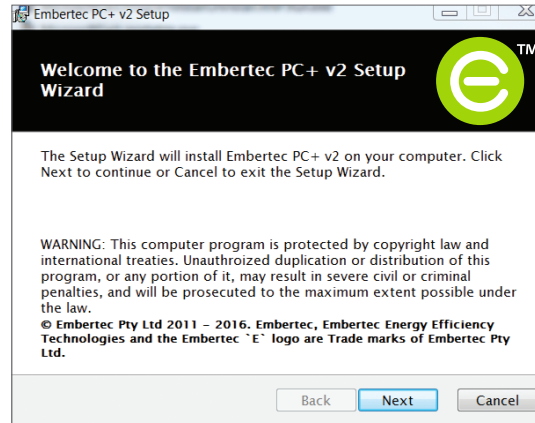 Embertec PC+ v2 Setup
Welcome to the Embertec PC+ v2 Setup
Wizard
TM
The Setup Wizard will install Embertec PC+ v2 on your computer. Click
Next to continue or Cancel to exit the Setup Wizard.
WARNING: This computer program is protected by copyright law and
international treaties. Unauthroized duplication or distribution of this
program, or any portion of it, may result in severe civil or criminal
penalties, and will be prosecuted to the maximum extent possible under
the law.
© Embertec Pty Ltd 2011 – 2016. Embertec, Embertec Energy Efficiency
Technologies and the Embertec `E` logo are Trade marks of Embertec Pty
Ltd.
Back Next Cancel